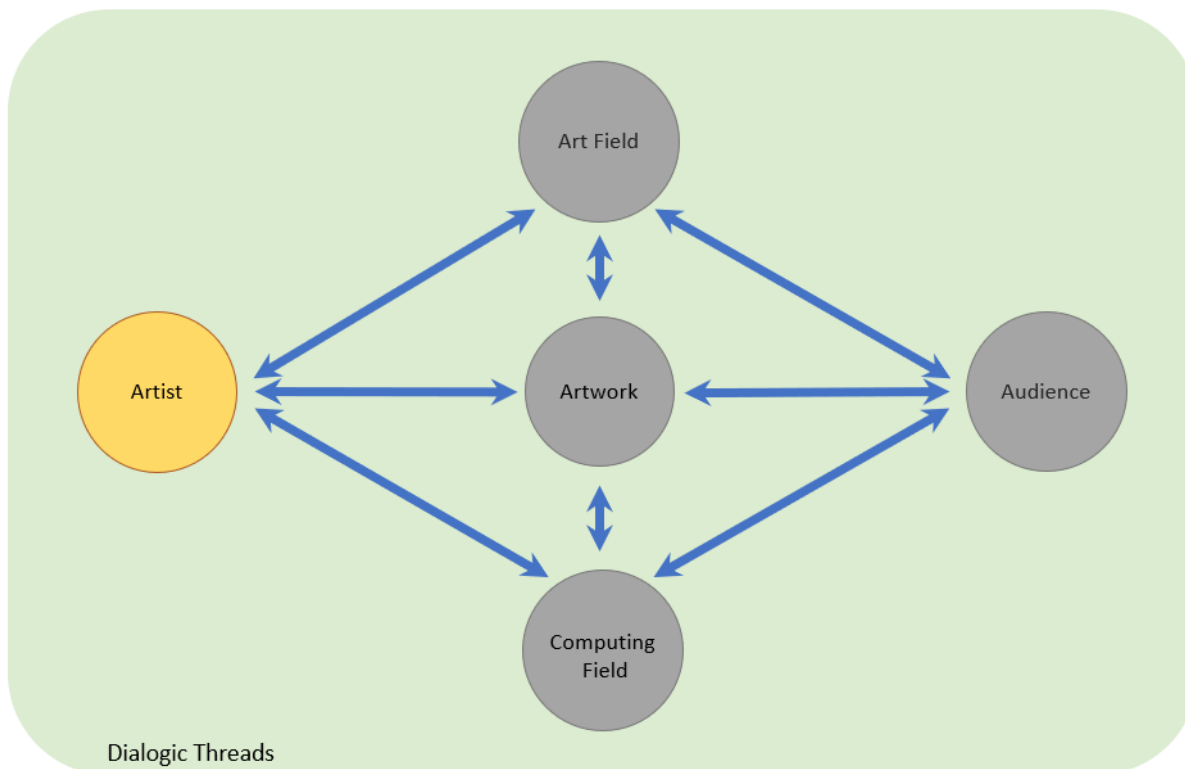 Art Field
Artist
Artwork
Audience
Computing
Field
Dialogic Threads